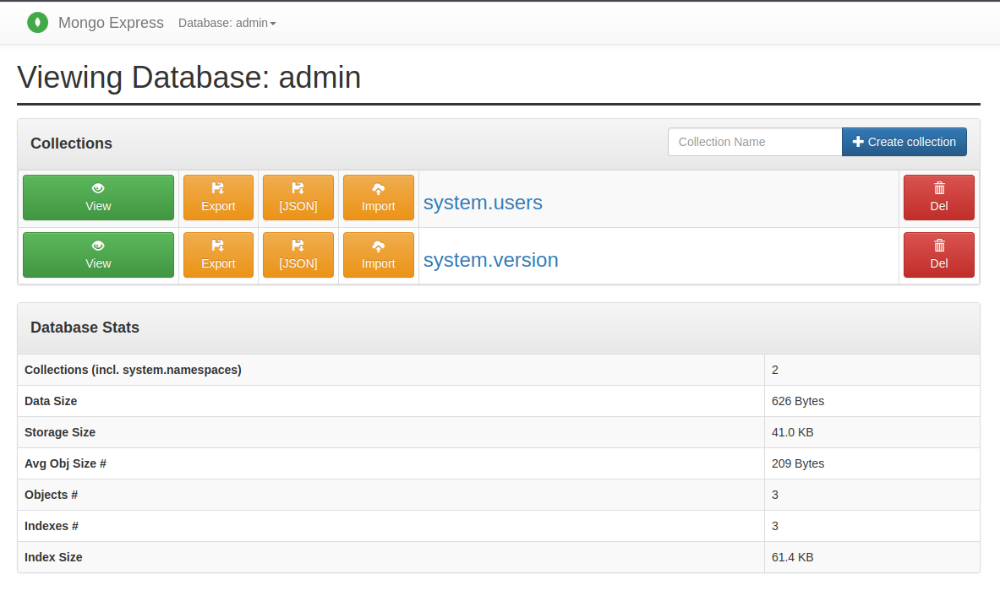 Mongo Express Database: admin
Viewing Database: admin
Collections Collection Name Create collection
View Export [JSON] Import system.users Del
View Export [JSON] Import system.version Del
Database Stats
Collections (incl. system.namespaces) 2
Data Size 626 Bytes
Storage Size 41.0 KB
Avg Obj Size # 209 Bytes
Objects # 3
Indexes # 3
Index Size 61.4 KB